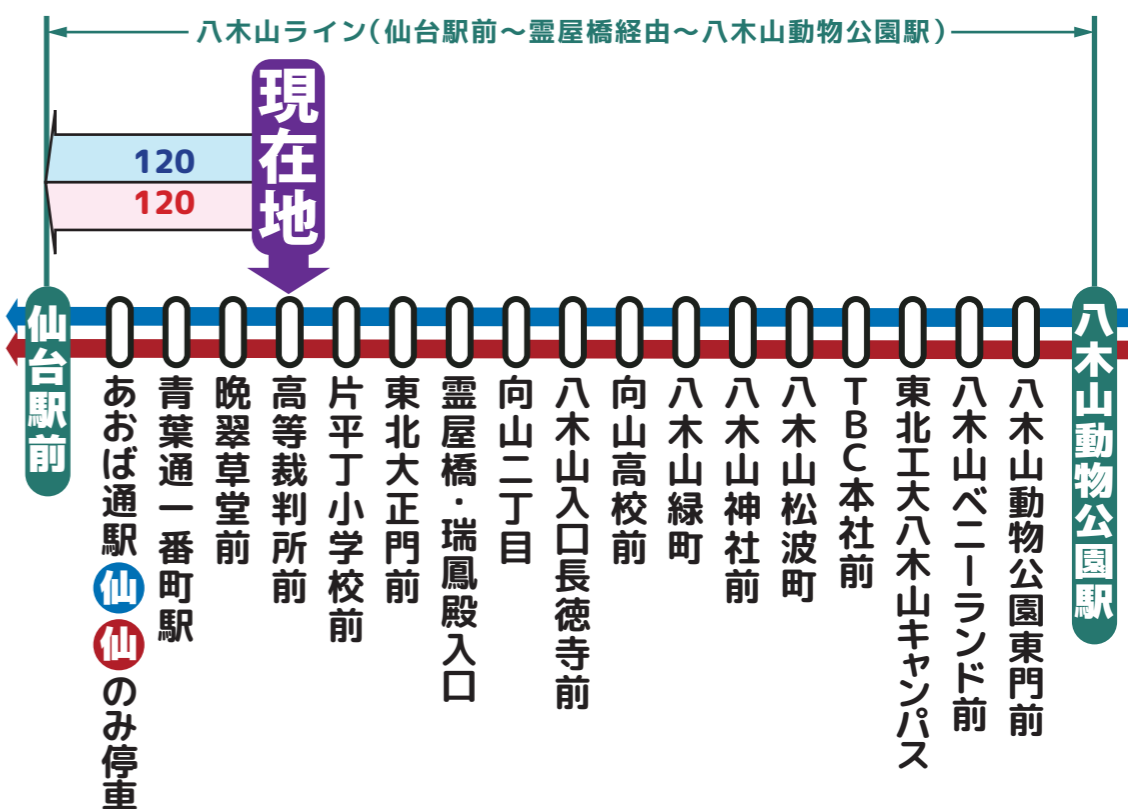 八木山ライン(仙台駅前～霊屋橋経由～八木山動物公園駅)
現在地
120
120
仙台駅前
あおば通駅 仙 仙 のみ停車
青葉通一番町駅
晩翠草堂前
高等裁判所前
片平丁小学校前
東北大正門前
霊屋橋・瑞鳳殿入口
向山二丁目
八木山入口長徳寺前
向山高校前
八木山緑町
八木山神社前
八木山松波町
TBC本社前
東北工大八木山キャンパス
八木山ベニーランド前
八木山動物公園東門前
八木山動物公園駅